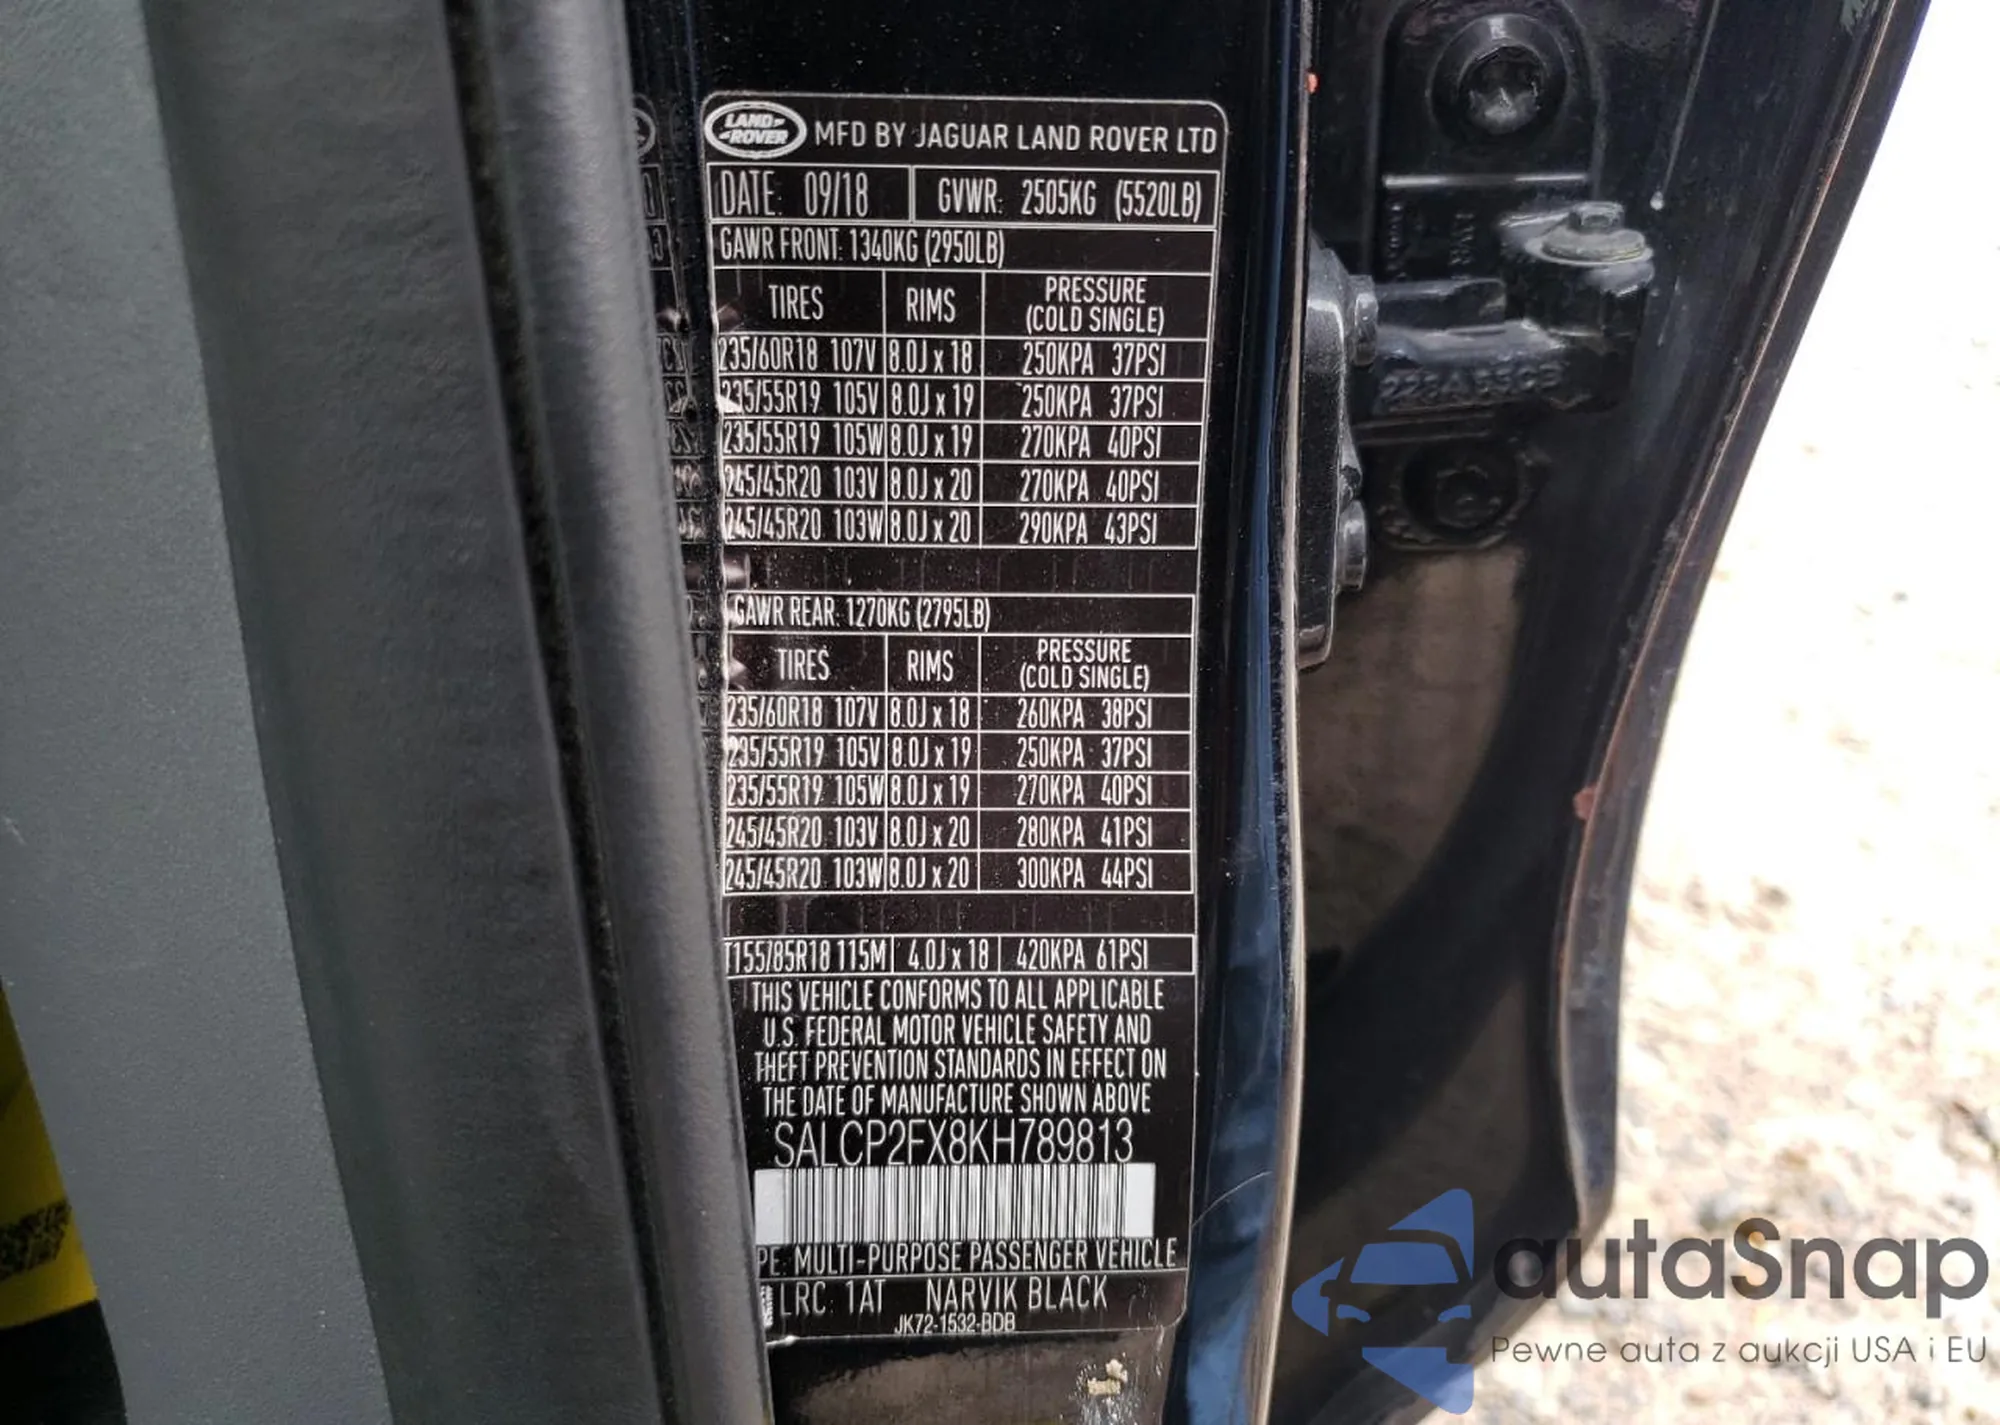 LAND ROVER MFD BY JAGUAR LAND ROVER LTD
DATE: 09/18 GVWR: 2505KG (5520LB)
GAWR FRONT: 1340KG (2950LB)
TIRES RIMS PRESSURE (COLD SINGLE)
235/60R18 107V 8.0J x 18 250KPA 37PSI
235/55R19 105V 8.0J x 19 250KPA 37PSI
235/55R19 105W 8.0J x 19 270KPA 40PSI
245/45R20 103V 8.0J x 20 270KPA 40PSI
245/45R20 103W 8.0J x 20 290KPA 43PSI
GAWR REAR: 1270KG (2795LB)
TIRES RIMS PRESSURE (COLD SINGLE)
235/60R18 107V 8.0J x 18 260KPA 38PSI
235/55R19 105V 8.0J x 19 250KPA 37PSI
235/55R19 105W 8.0J x 19 270KPA 40PSI
245/45R20 103V 8.0J x 20 280KPA 41PSI
245/45R20 103W 8.0J x 20 300KPA 44PSI
T155/85R18 115M 4.0J x 18 420KPA 61PSI
THIS VEHICLE CONFORMS TO ALL APPLICABLE
U.S. FEDERAL MOTOR VEHICLE SAFETY AND
THEFT PREVENTION STANDARDS IN EFFECT ON
THE DATE OF MANUFACTURE SHOWN ABOVE
SALCP2FX8KH789813
PE: MULTI-PURPOSE PASSENGER VEHICLE
LRC: 1AT NARVIK BLACK
JK72-1532-BDB
autaSnap
Pewne auta z aukcji USA i EU